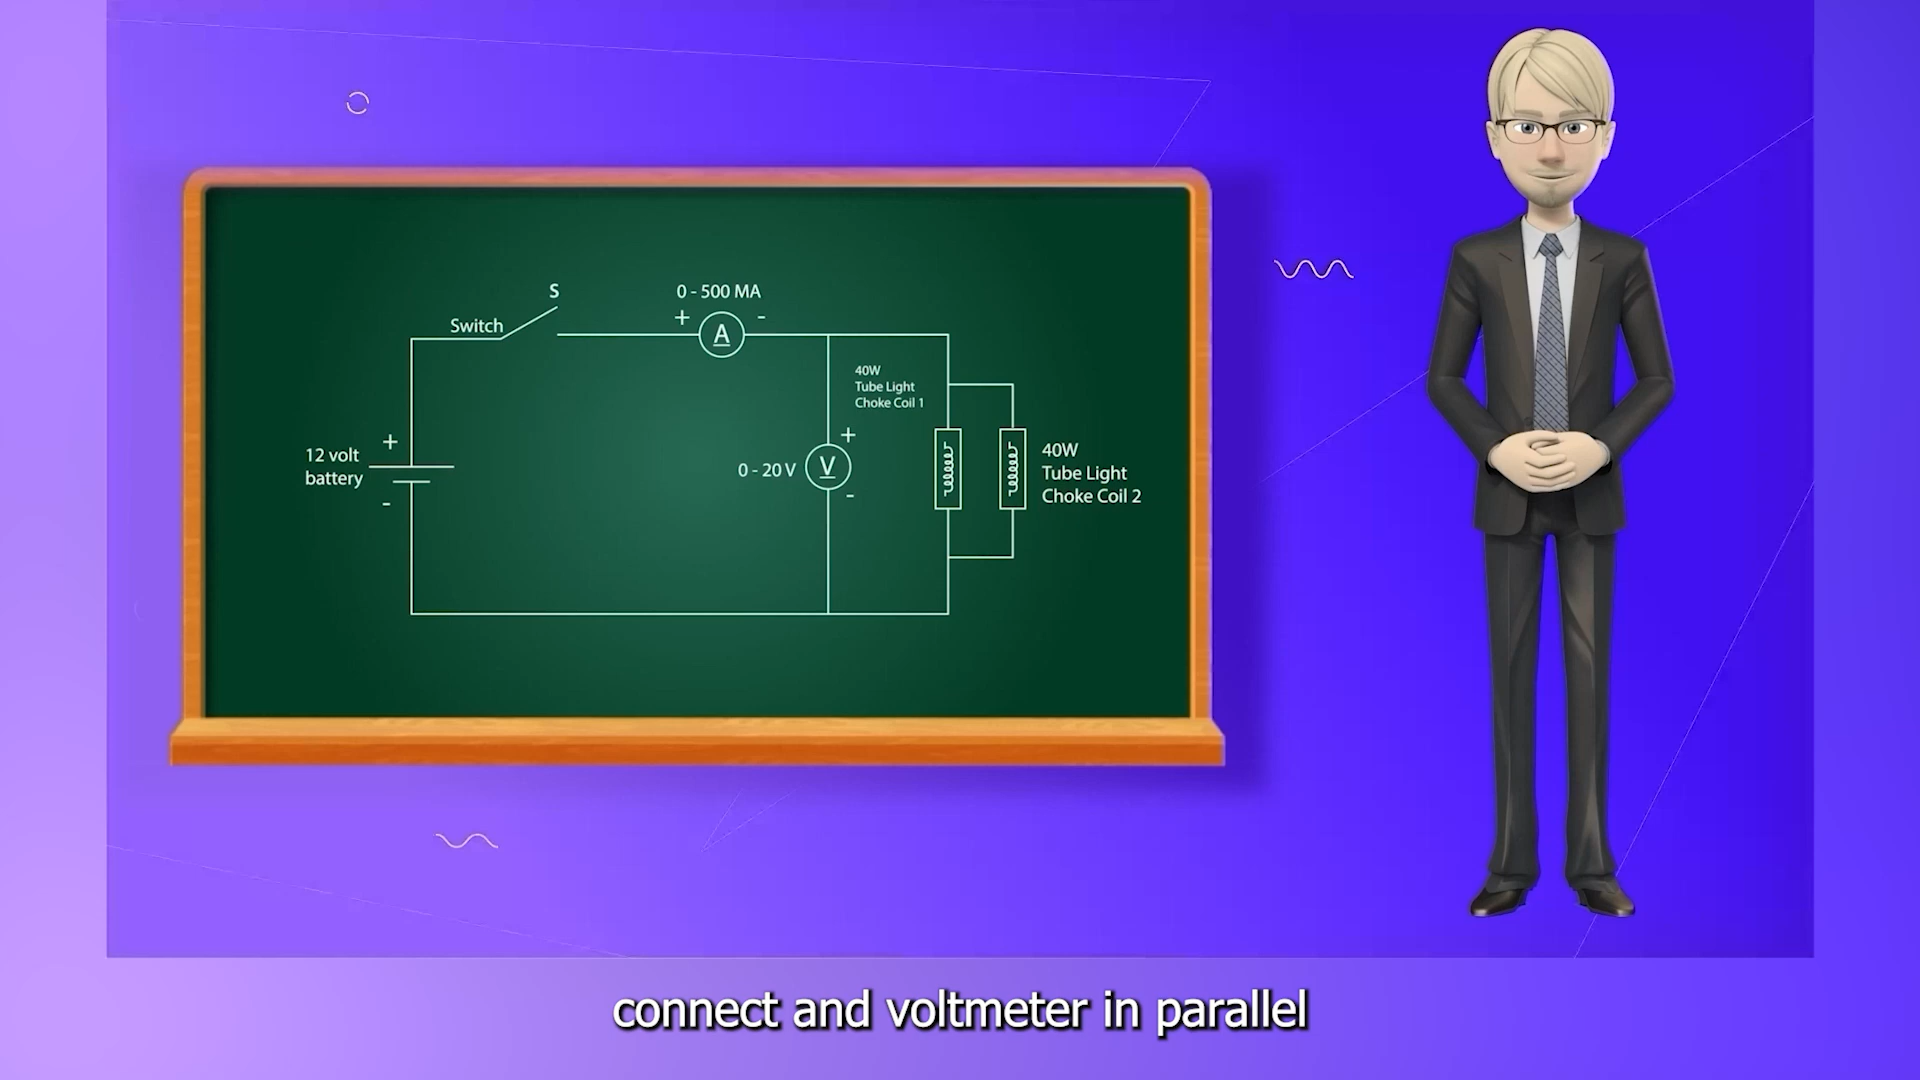 S
0 - 500 MA
Switch
+
-
A
40W
Tube Light
Choke Coil 1
+
12 volt
battery
-
+
0 - 20 V
V
-
40W
Tube Light
Choke Coil 2
connect and voltmeter in parallel